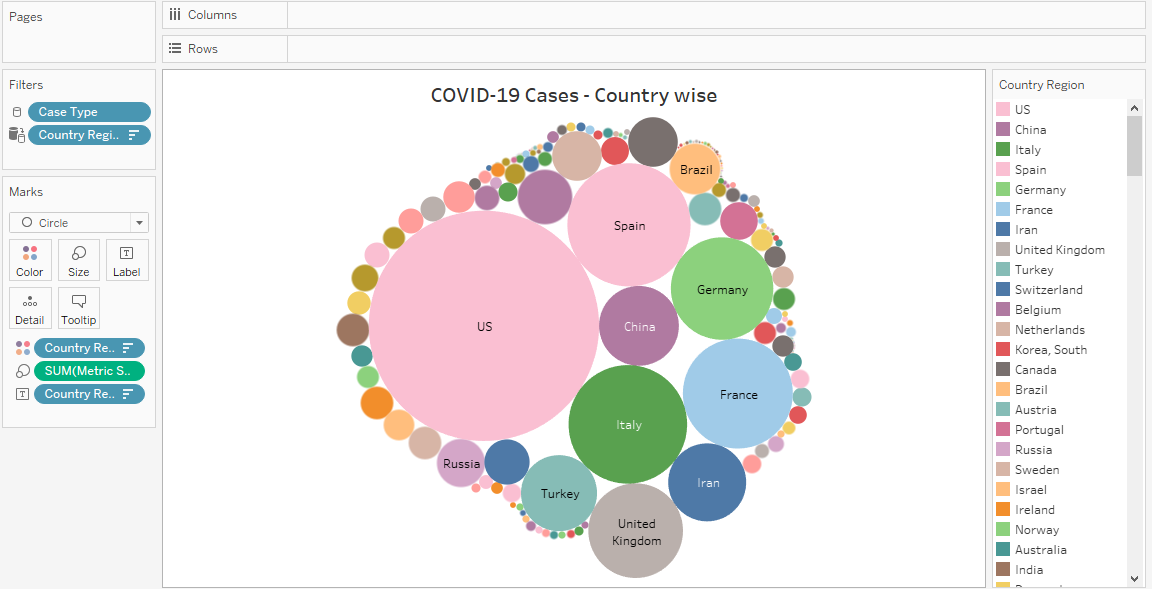 Pages
Columns
Rows
Filters
Case Type
Country Regi..
Marks
Circle
Color
Size
Label
Detail
Tooltip
Country Re..
SUM(Metric S..
Country Re..
COVID-19 Cases - Country wise
Brazil
Spain
Germany
US
China
France
Italy
Russia
Iran
Turkey
United
Kingdom
Country Region
US
China
Italy
Spain
Germany
France
Iran
United Kingdom
Turkey
Switzerland
Belgium
Netherlands
Korea, South
Canada
Brazil
Austria
Portugal
Russia
Sweden
Israel
Ireland
Norway
Australia
India